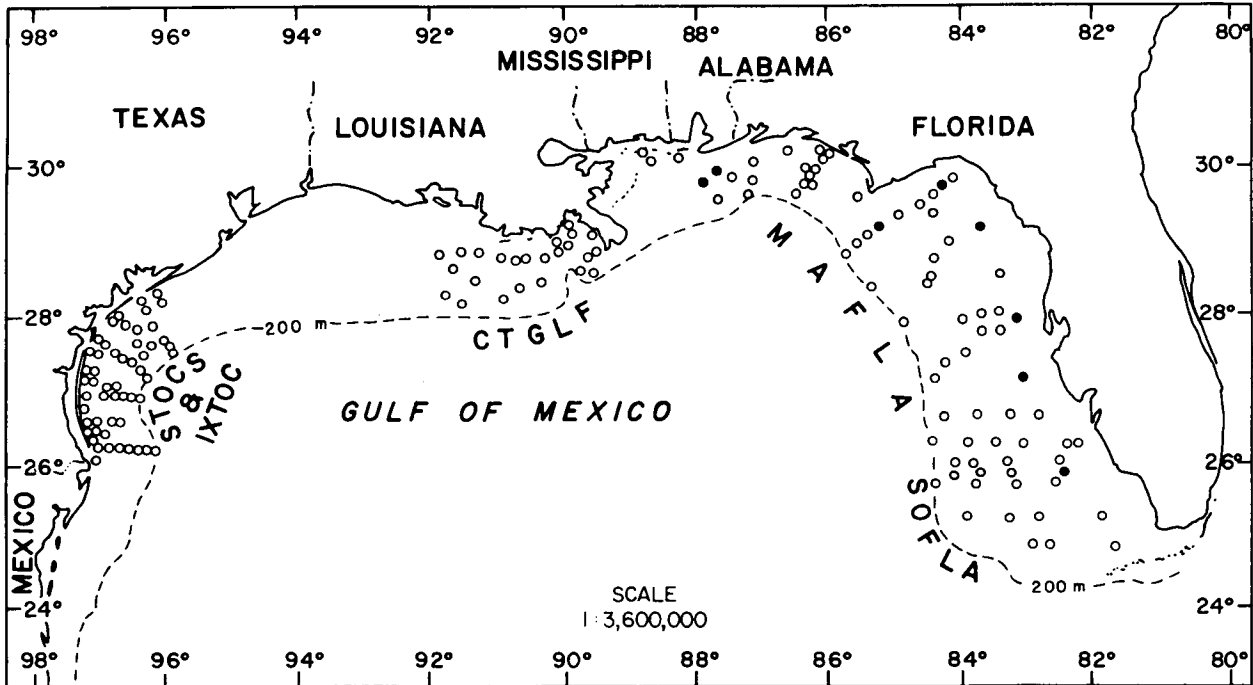 98° 96° 94° 92° 90° 88° 86° 84° 82° 80°
MISSISSIPPI
ALABAMA
TEXAS
LOUISIANA
FLORIDA
30° 30°
M A F L A
28° 28°
200 m
CTGLF
STOCS
&
IXTOC
GULF OF MEXICO
26° 26°
SOFLA
MEXICO
200 m
24° 24°
SCALE
1:3,600,000
98° 96° 94° 92° 90° 88° 86° 84° 82° 80°